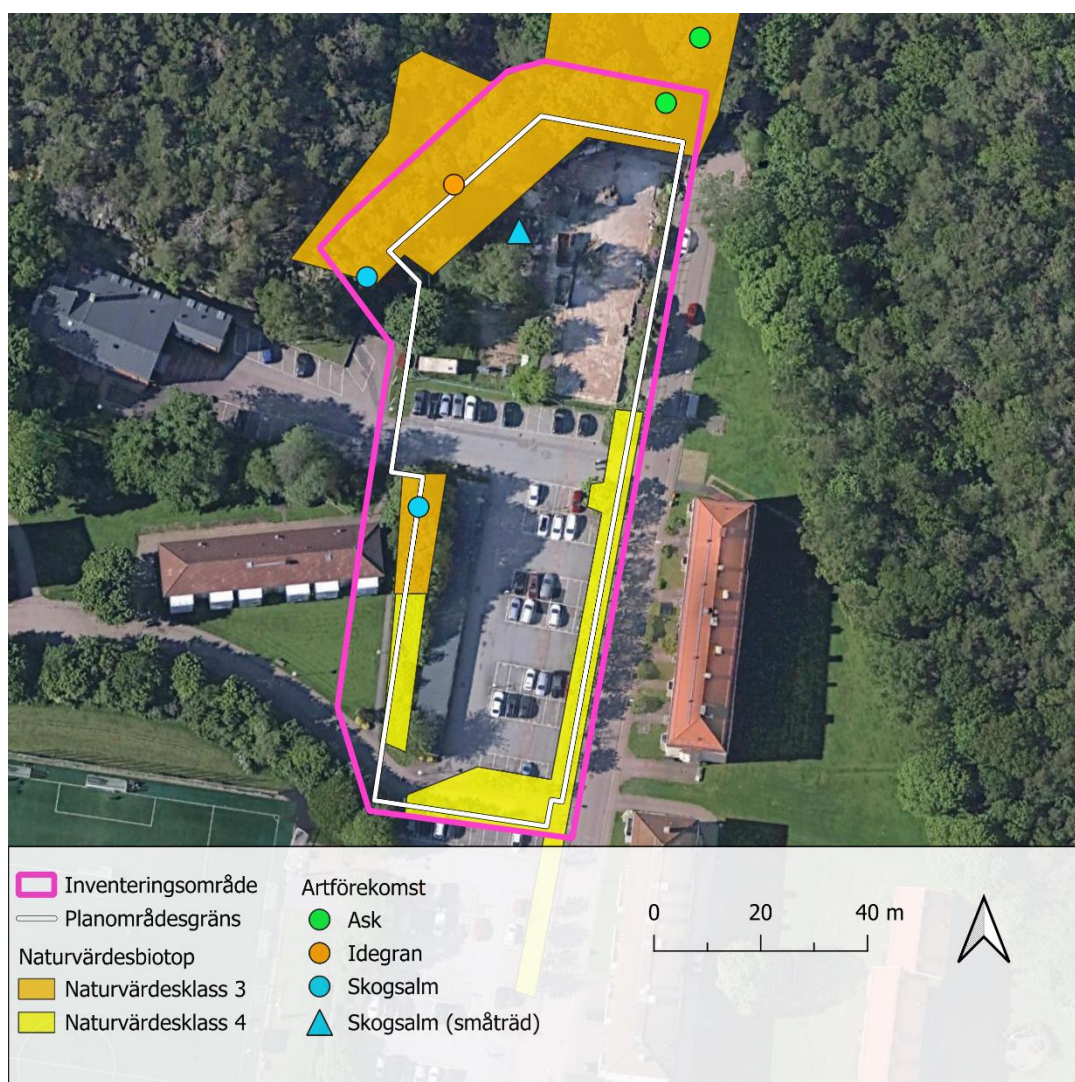 Inventeringsområde
Planområdesgräns
Naturvärdesbiotop
Naturvärdesklass 3
Naturvärdesklass 4
Artförekomst
Ask
Idegran
Skogsalm
Skogsalm (småträd)
0 20 40 m